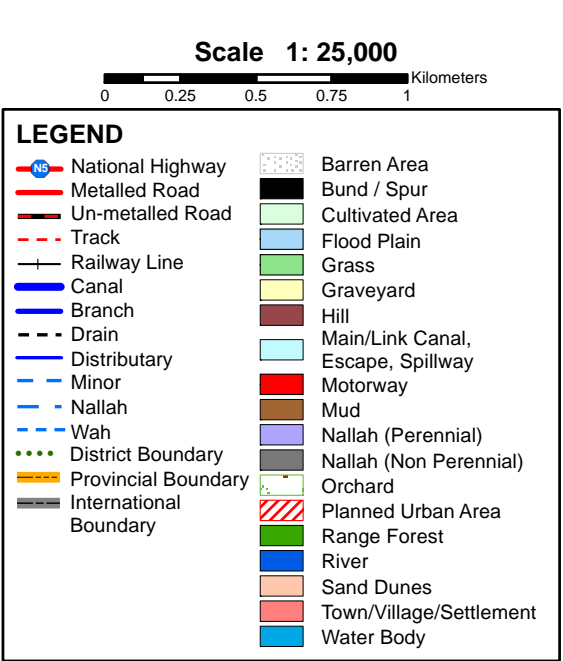 Scale 1: 25,000
Kilometers
0 0.25 0.5 0.75 1
LEGEND
N5 National Highway
Metalled Road
Un-metalled Road
Track
Railway Line
Canal
Branch
Drain
Distributary
Minor
Nallah
Wah
District Boundary
Provincial Boundary
International
Boundary
Barren Area
Bund / Spur
Cultivated Area
Flood Plain
Grass
Graveyard
Hill
Main/Link Canal,
Escape, Spillway
Motorway
Mud
Nallah (Perennial)
Nallah (Non Perennial)
Orchard
Planned Urban Area
Range Forest
River
Sand Dunes
Town/Village/Settlement
Water Body